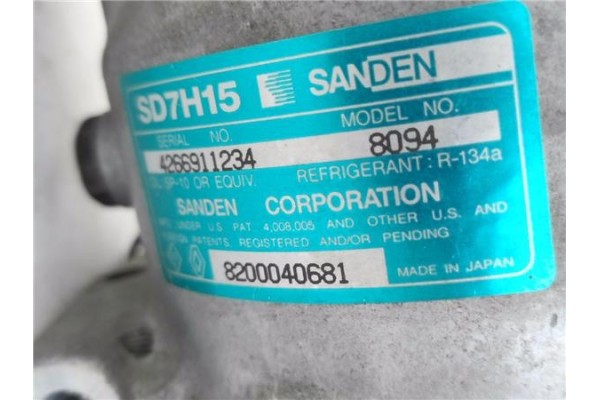 SD7H15 SANDEN
SERIAL NO. MODEL NO.
4266911234 8094
SP-10 OR EQUIV. REFRIGERANT: R-134a
SANDEN CORPORATION
UNDER U.S. PAT. 4,008,005 AND OTHER U.S. AND
PATENTS, REGISTERED AND/OR PENDING
8200040681 MADE IN JAPAN